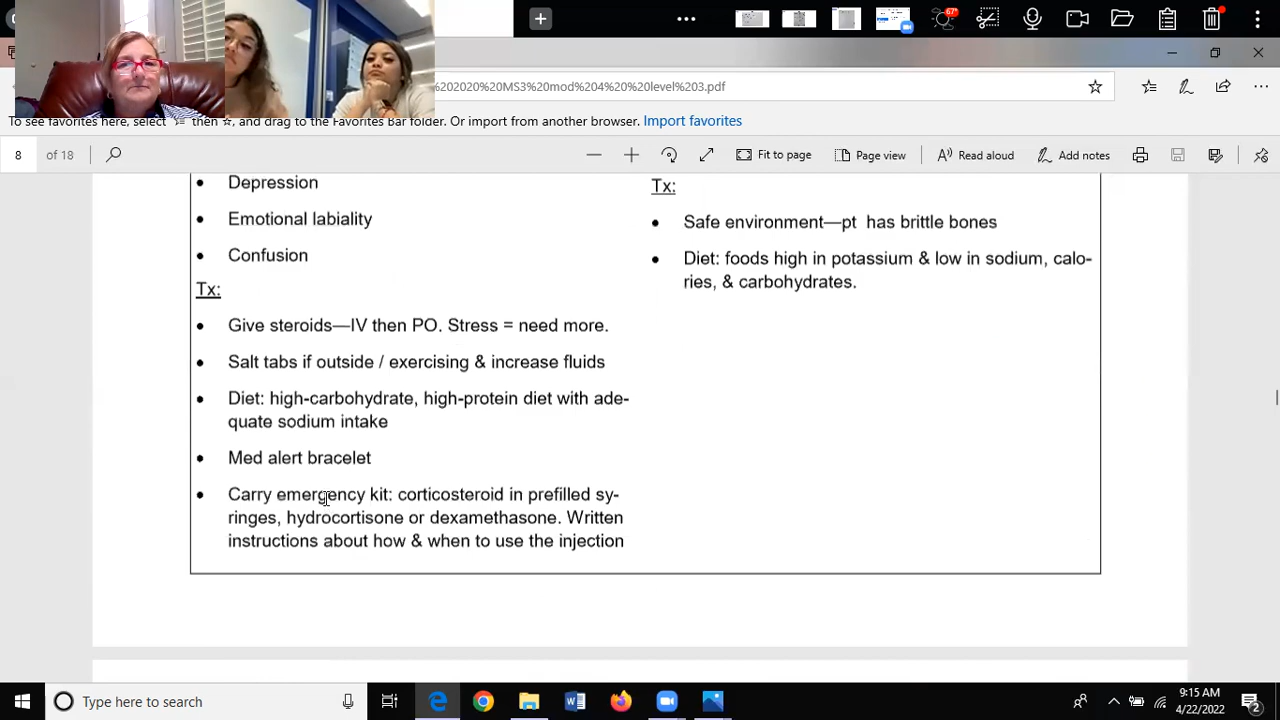 67°
%202020%20MS3%20mod%204%20%20level%203.pdf
To see favorites here, select then ☆, and drag to the Favorites Bar folder. Or import from another browser. Import favorites
8 of 18
Fit to page
Page view
Read aloud
Add notes
• Depression
• Emotional labiality
• Confusion
Tx:
• Give steroids—IV then PO. Stress = need more.
• Salt tabs if outside / exercising & increase fluids
• Diet: high-carbohydrate, high-protein diet with ade-
quate sodium intake
• Med alert bracelet
• Carry emergency kit: corticosteroid in prefilled sy-
ringes, hydrocortisone or dexamethasone. Written
instructions about how & when to use the injection
Tx:
• Safe environment—pt has brittle bones
• Diet: foods high in potassium & low in sodium, calo-
ries, & carbohydrates.
Type here to search
9:15 AM
4/22/2022
2